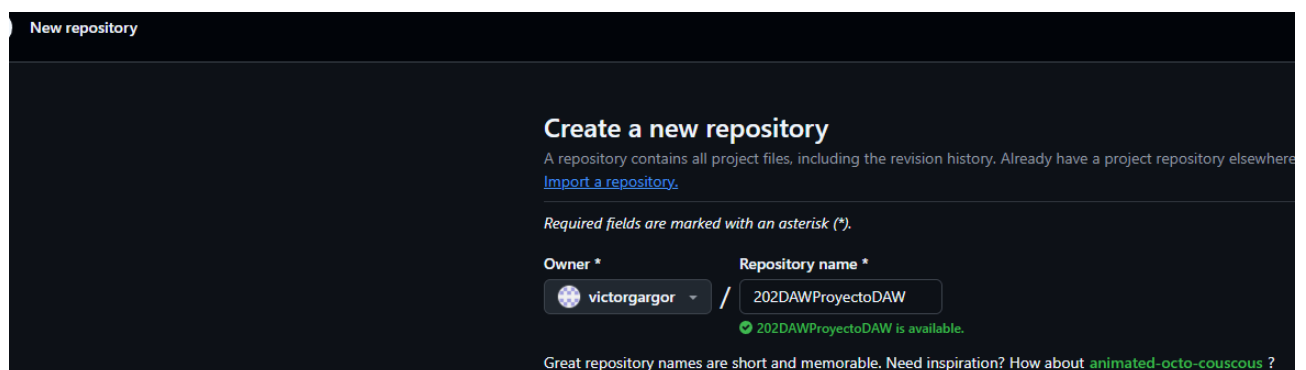 New repository
Create a new repository
A repository contains all project files, including the revision history. Already have a project repository elsewhere
Import a repository.
Required fields are marked with an asterisk (*).
Owner * Repository name *
victorgargor / 202DAWProyectoDAW
202DAWProyectoDAW is available.
Great repository names are short and memorable. Need inspiration? How about animated-octo-couscous ?